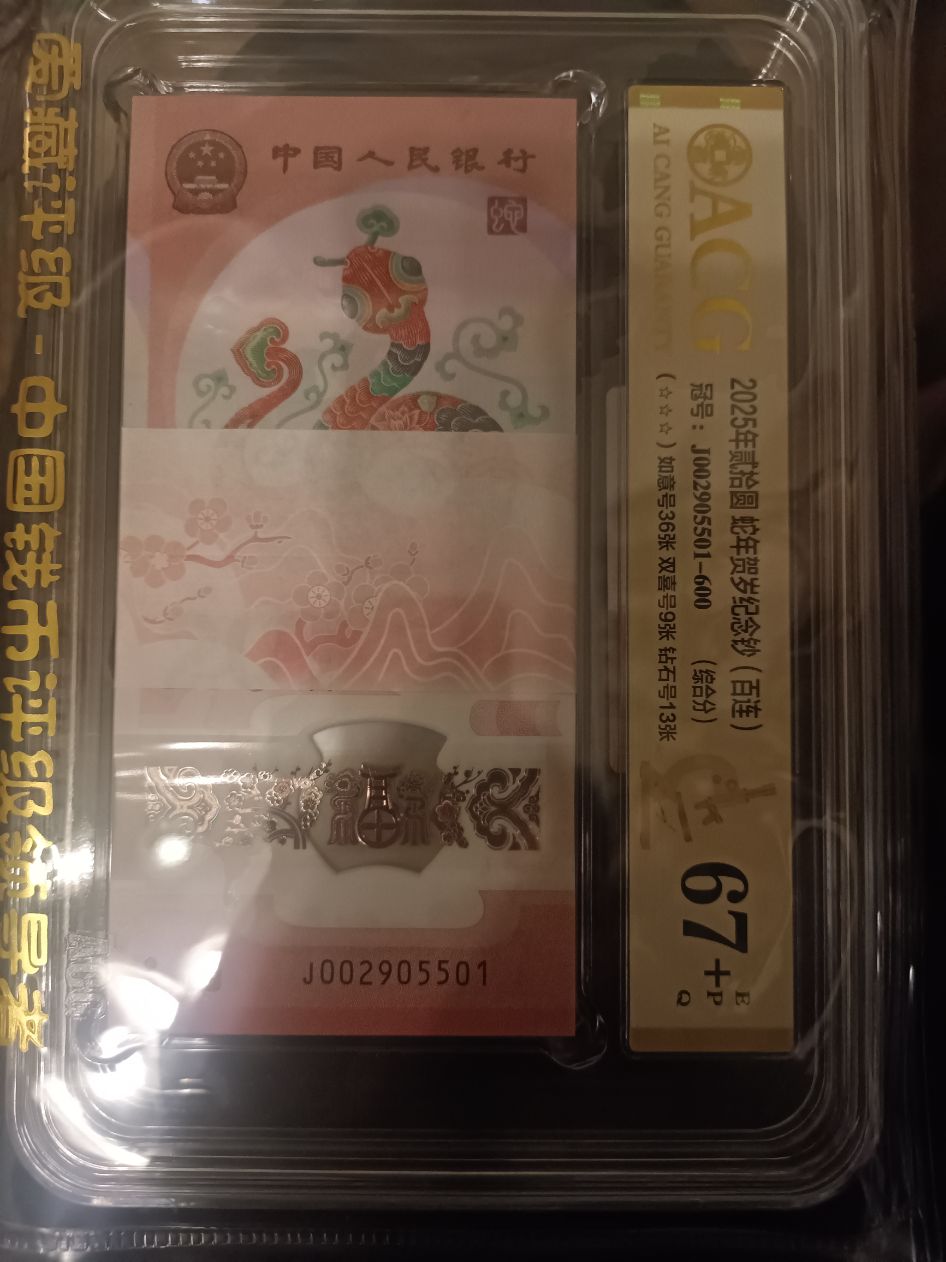 爱藏评级-中国钱币评级领导者
中国人民银行
J002905501
ACG
AI CANG GUARANTY
2025年贰拾圆 蛇年贺岁纪念钞（百连）
冠号：J002905501-600 （综合分）
（☆☆☆）如意号36张 双喜号9张 钻石号13张
67+
E
P
Q